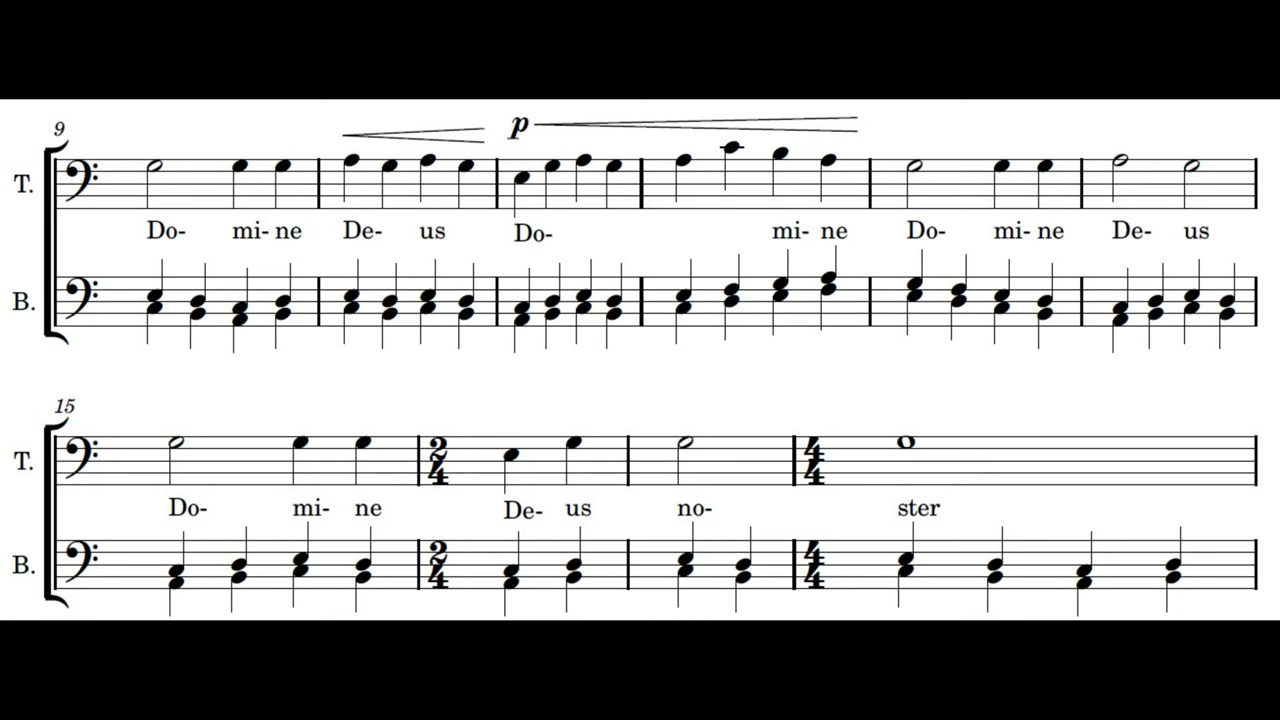 9
p
T.
Do- mi- ne De- us Do- mi- ne Do- mi- ne De- us
B.
15
T. 2 4 4 4
Do- mi- ne De- us no- ster
B. 2 4 4 4